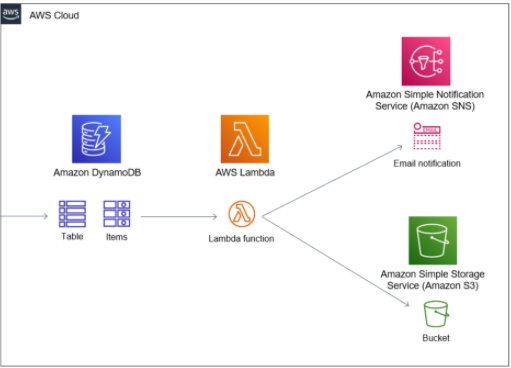 aws
AWS Cloud
Amazon Simple Notification
Service (Amazon SNS)
EMAIL
Email notification
Amazon DynamoDB
AWS Lambda
Table
Items
Lambda function
Amazon Simple Storage
Service (Amazon S3)
Bucket